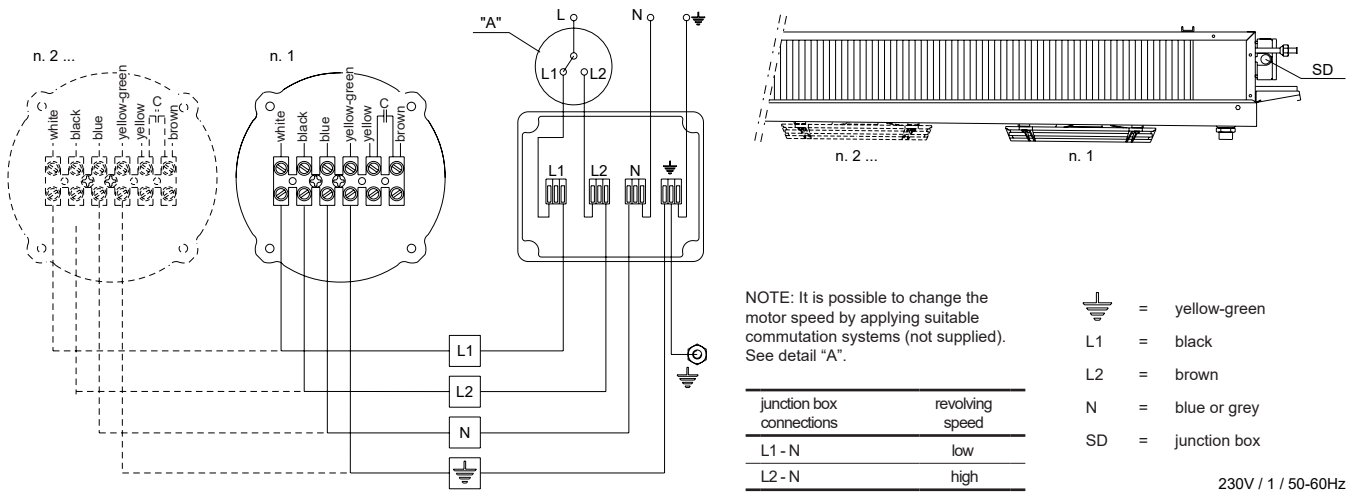 "A"
L
N
L1
L2
n. 2 ...
n. 1
white
black
blue
yellow-green
yellow
C
brown
white
black
blue
yellow-green
yellow
C
brown
L1
L2
N
L1
L2
N
SD
n. 2 ...
n. 1
NOTE: It is possible to change the
motor speed by applying suitable
commutation systems (not supplied).
See detail “A”.
junction box revolving
connections speed
L1 - N low
L2 - N high
= yellow-green
L1 = black
L2 = brown
N = blue or grey
SD = junction box
230V / 1 / 50-60Hz